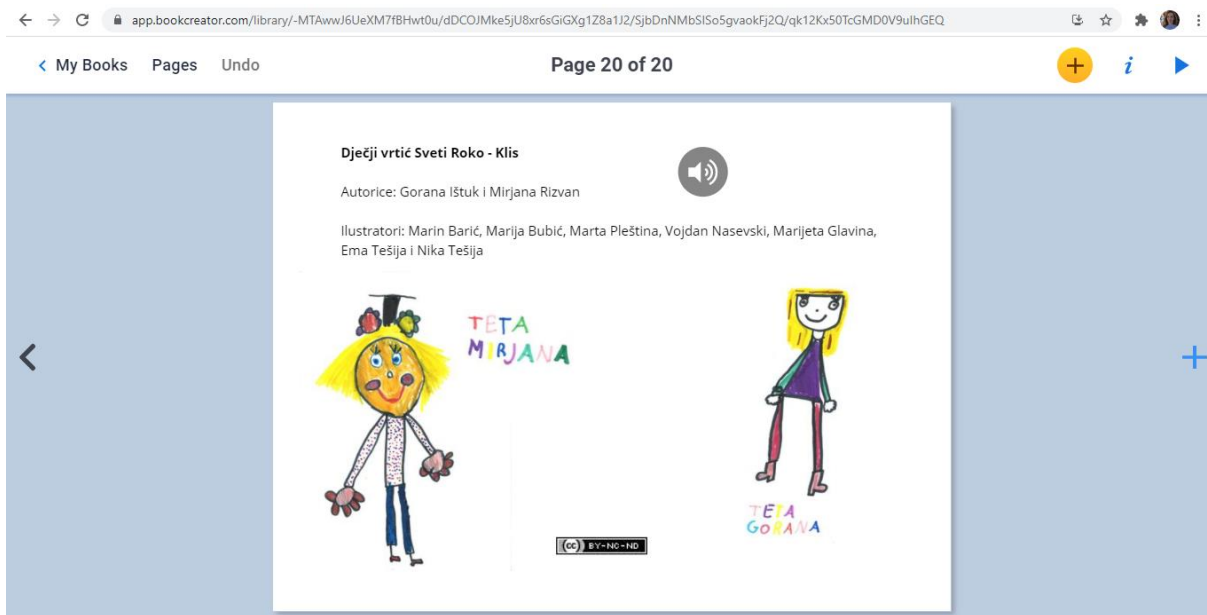 app.bookcreator.com/library/-MTAwwJ6UeXM7fBHwt0u/dDCOJMke5jU8xr6sGiGXg1Z8a1J2/SjbDnNMbSISo5gvaokFj2Q/qk12Kx50TcGMD0V9uIhGEQ
My Books Pages Undo Page 20 of 20
Dječji vrtić Sveti Roko - Klis
Autorice: Gorana Ištuk i Mirjana Rizvan
Ilustratori: Marin Barić, Marija Bubić, Marta Pleština, Vojdan Nasevski, Marijeta Glavina,
Ema Tešija i Nika Tešija
TETA
MIRJANA
TETA
GORANA
cc BY-NC-ND